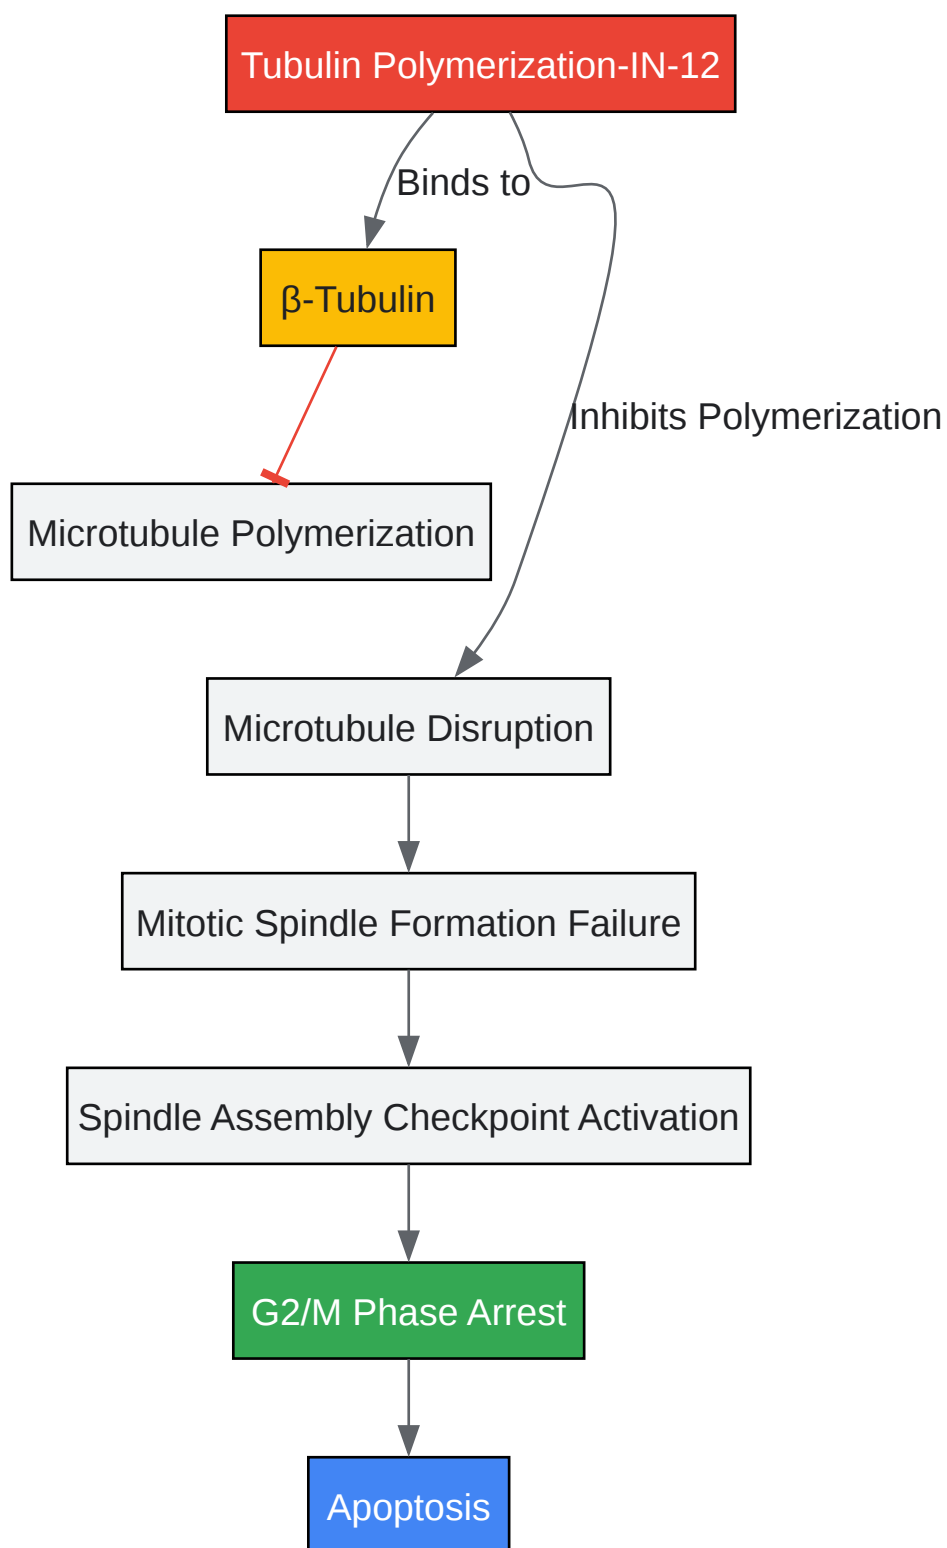 Tubulin Polymerization-IN-12
Binds to
β-Tubulin
Inhibits Polymerization
Microtubule Polymerization
Microtubule Disruption
Mitotic Spindle Formation Failure
Spindle Assembly Checkpoint Activation
G2/M Phase Arrest
Apoptosis